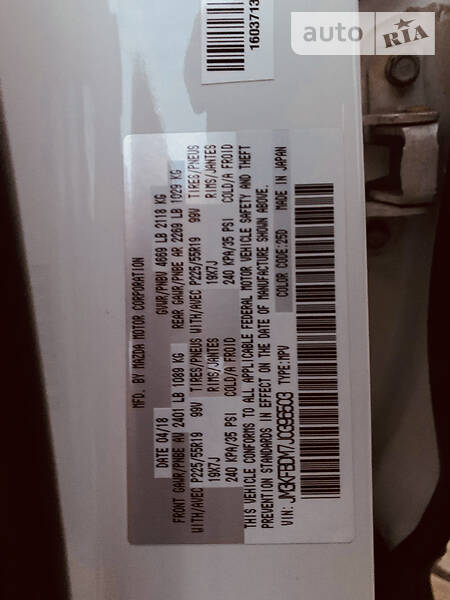 auto RIA
1603713
MFD. BY MAZDA MOTOR CORPORATION
DATE 04/18 GVWR/PNBV 4669 LB 2118 KG
FRONT GAWR/PNBE AV 2401 LB 1089 KG REAR GAWR/PNBE AR 2269 LB 1029 KG
WITH/AVEC P225/55R19 99V TIRES/PNEUS WITH/AVEC P225/55R19 99V TIRES/PNEUS
19X7J RIMS/JANTES 19X7J RIMS/JANTES
240 KPA/35 PSI COLD/A FROID 240 KPA/35 PSI COLD/A FROID
THIS VEHICLE CONFORMS TO ALL APPLICABLE FEDERAL MOTOR VEHICLE SAFETY AND THEFT
PREVENTION STANDARDS IN EFFECT ON THE DATE OF MANUFACTURE SHOWN ABOVE.
VIN: JM3KFBDM7J0396603 TYPE:MPV COLOR CODE:25D MADE IN JAPAN